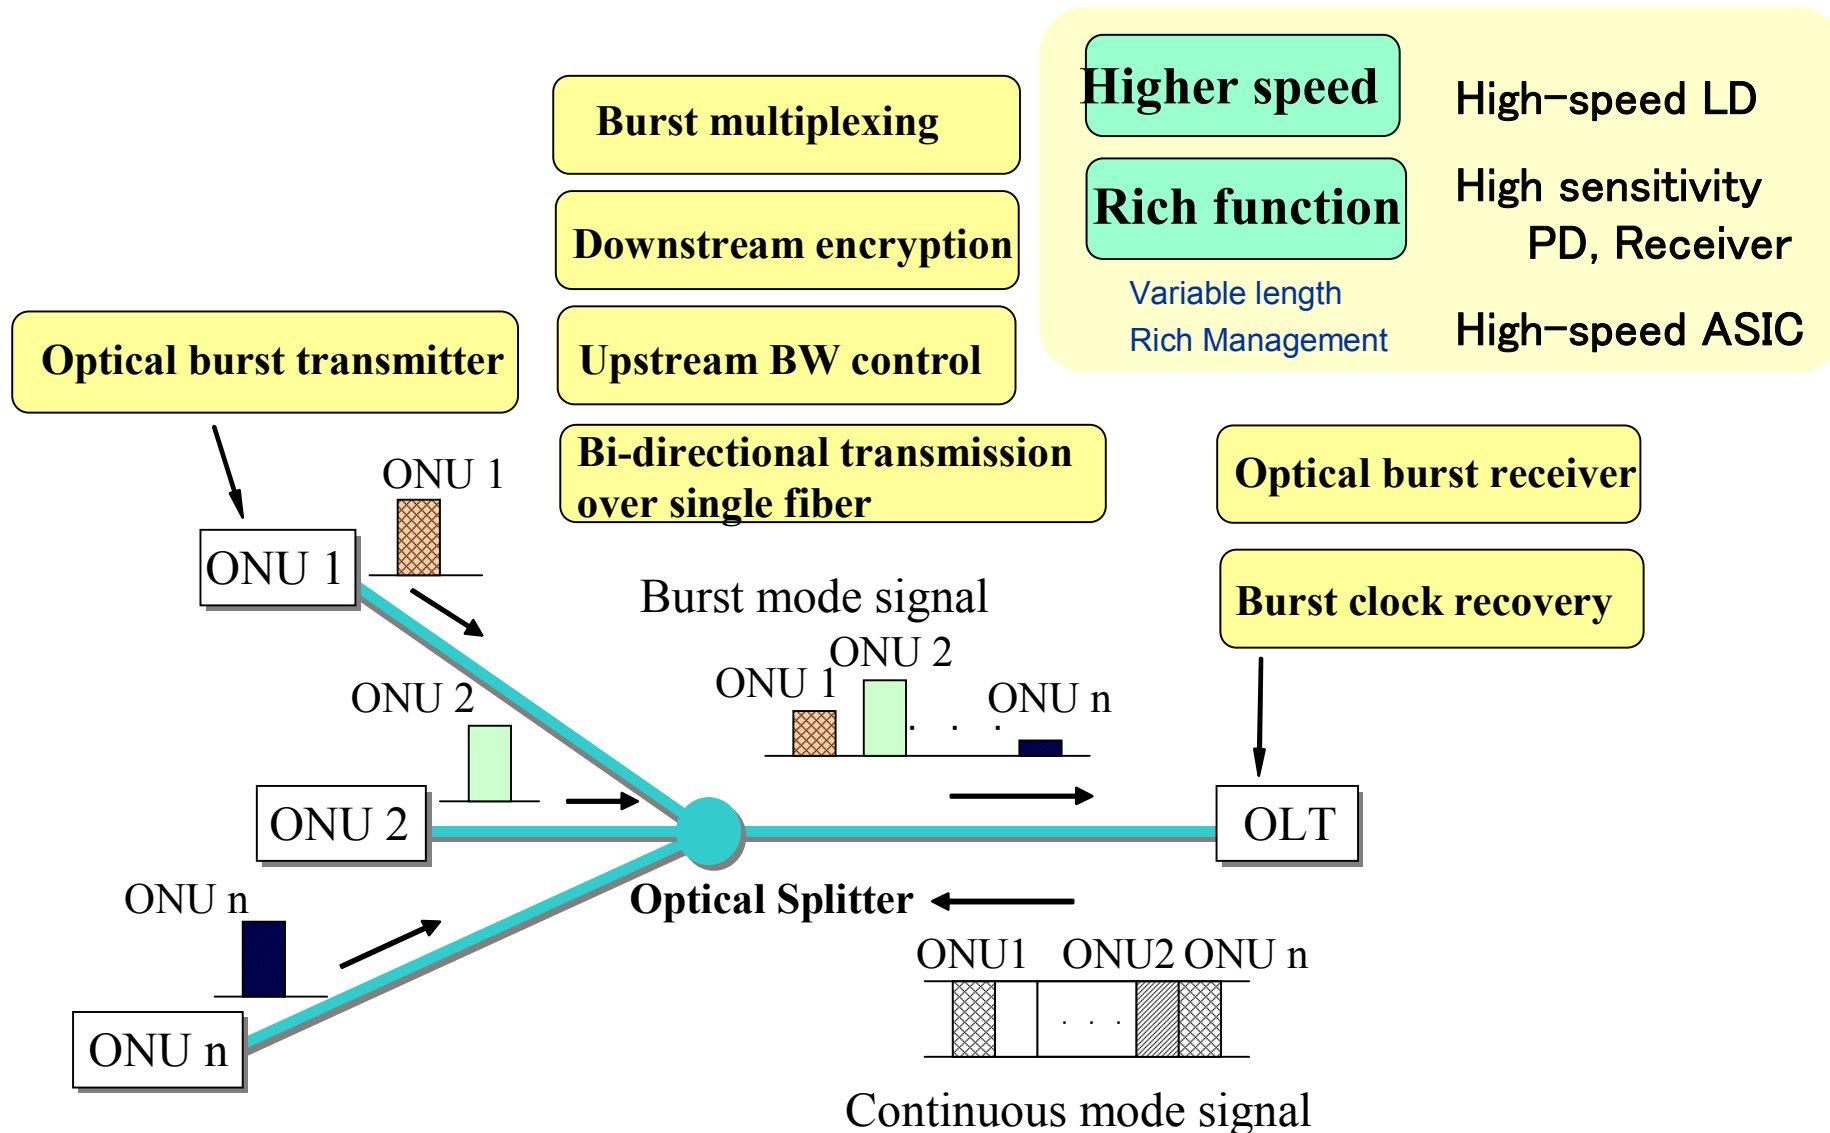 Higher speed
High-speed LD
Burst multiplexing
Rich function
High sensitivity
PD, Receiver
Downstream encryption
Variable length
Rich Management
High-speed ASIC
Optical burst transmitter
Upstream BW control
Bi-directional transmission
over single fiber
Optical burst receiver
ONU 1
ONU 1
Burst mode signal
Burst clock recovery
ONU 2
ONU 1
ONU 2
. . .
ONU n
ONU 2
OLT
ONU n
Optical Splitter
ONU1
ONU2
ONU n
. . .
ONU n
Continuous mode signal